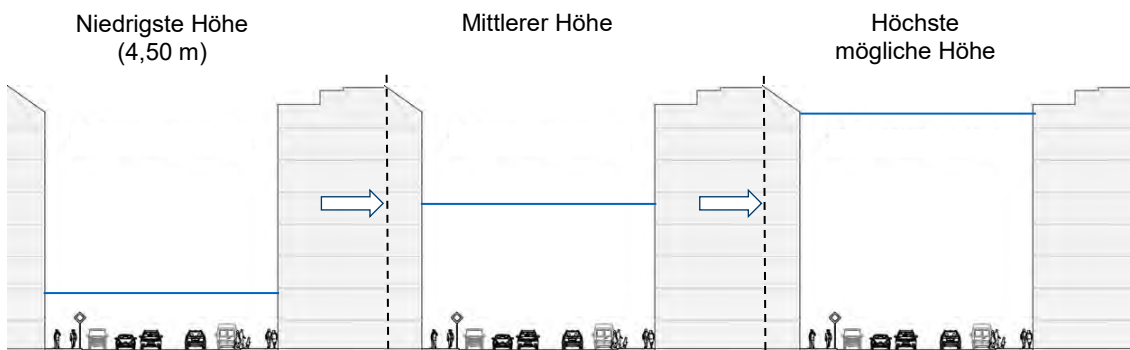 Niedrigste Höhe
(4,50 m)
Mittlerer Höhe
Höchste
mögliche Höhe